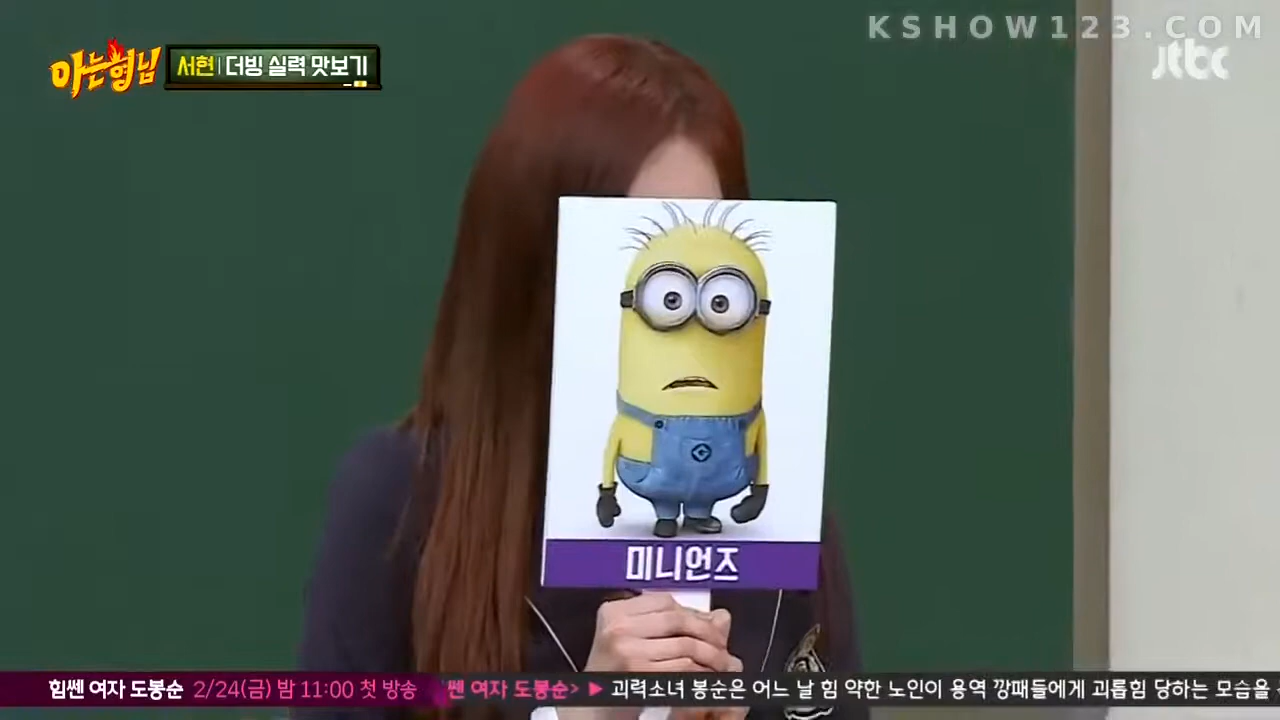 KSHOW123.COM
아는형님
서현 | 더빙 실력 맛보기
jtbc
미니언즈
힘쎈 여자 도봉순 2/24(금) 밤 11:00 첫 방송 쎈 여자 도봉순> ▶ 괴력소녀 봉순은 어느 날 힘 약한 노인이 용역 깡패들에게 괴롭힘 당하는 모습을